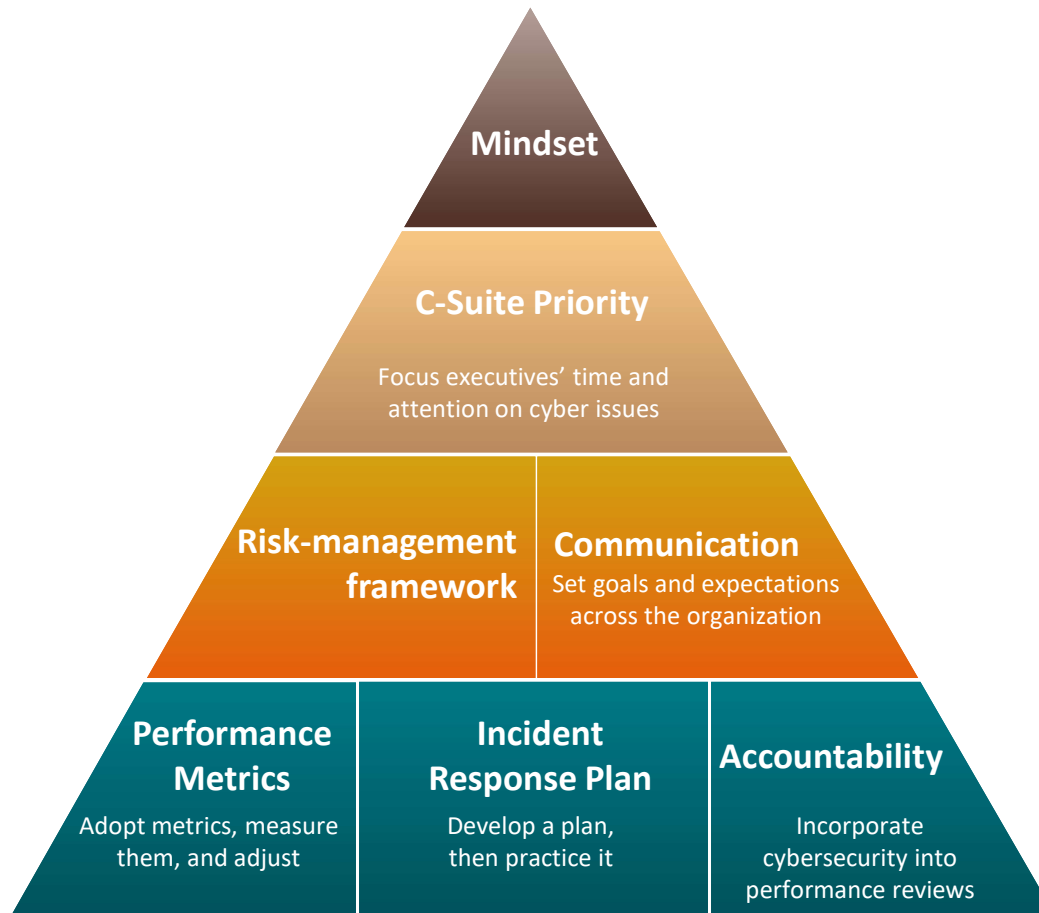 Mindset
C-Suite Priority
Focus executives’ time and
attention on cyber issues
Risk-management
framework
Communication
Set goals and expectations
across the organization
Performance
Metrics
Adopt metrics, measure
them, and adjust
Incident
Response Plan
Develop a plan,
then practice it
Accountability
Incorporate
cybersecurity into
performance reviews